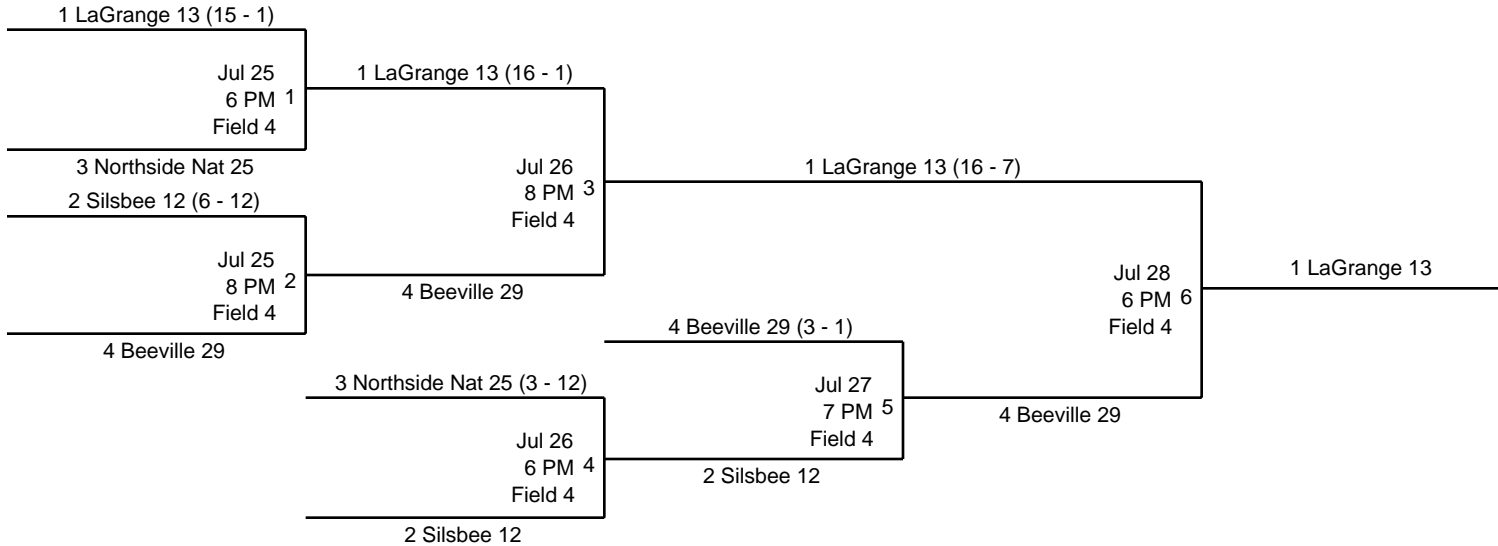 1 LaGrange 13 (15 - 1)
Jul 25
6 PM 1
Field 4
3 Northside Nat 25
2 Silsbee 12 (6 - 12)
Jul 25
8 PM 2
Field 4
4 Beeville 29
1 LaGrange 13 (16 - 1)
Jul 26
8 PM 3
Field 4
4 Beeville 29
3 Northside Nat 25 (3 - 12)
Jul 26
6 PM 4
Field 4
2 Silsbee 12
1 LaGrange 13 (16 - 7)
4 Beeville 29 (3 - 1)
Jul 27
7 PM 5
Field 4
2 Silsbee 12
Jul 28
6 PM 6
Field 4
4 Beeville 29
1 LaGrange 13